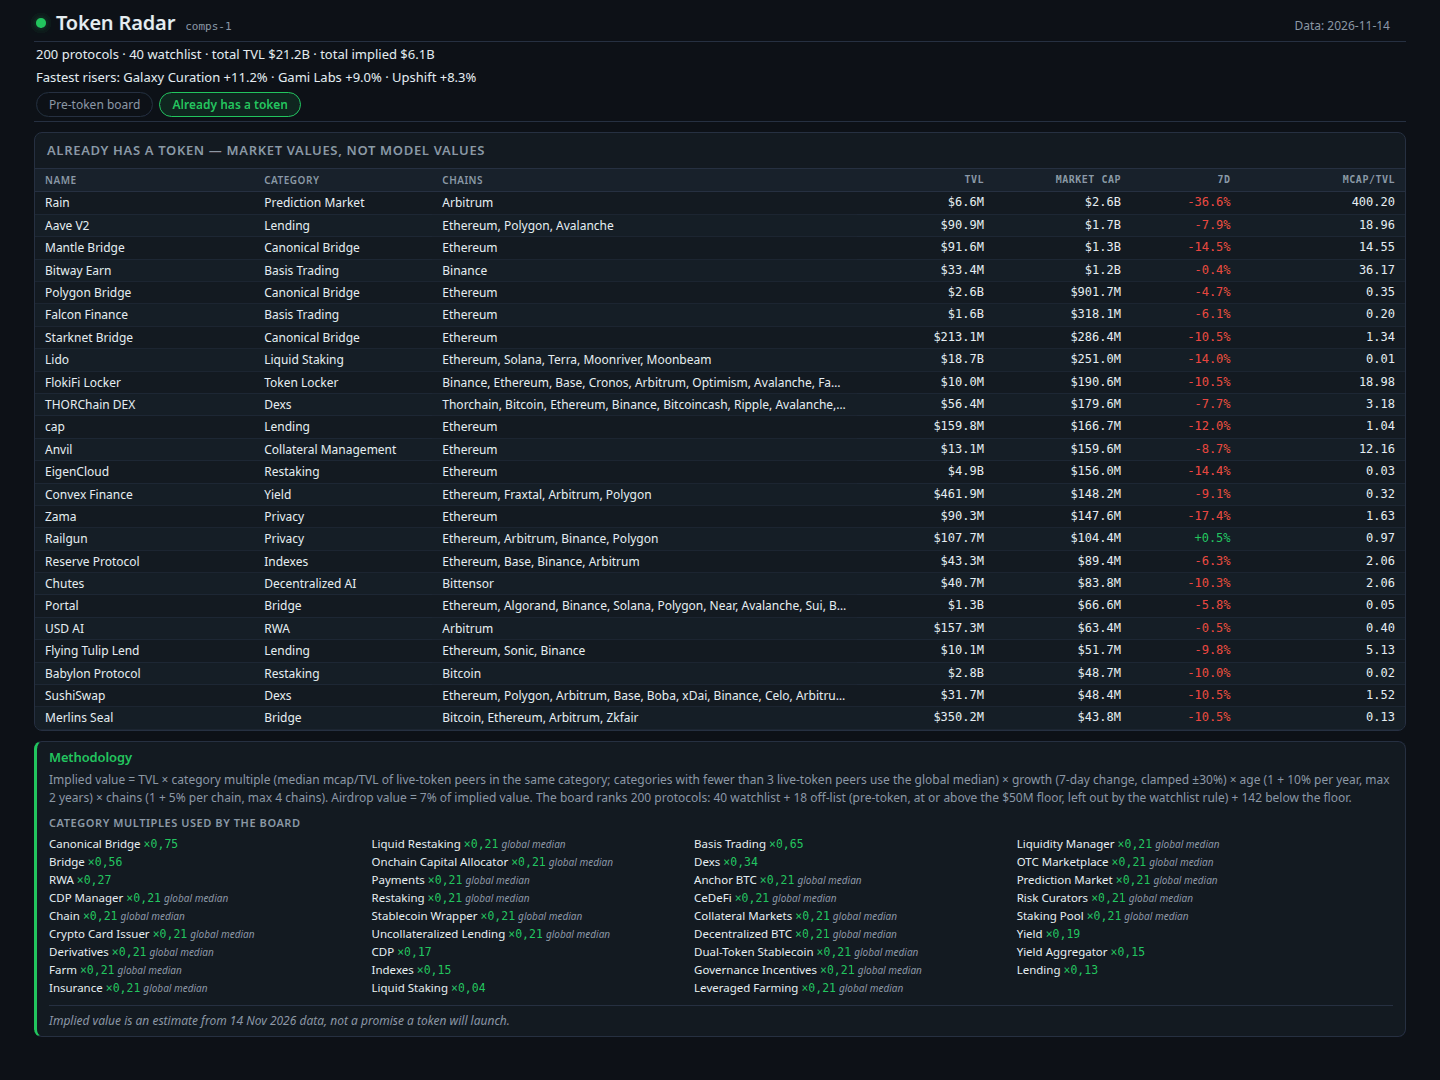 Token Radar comps-1
Data: 2026-11-14
200 protocols · 40 watchlist · total TVL $21.2B · total implied $6.1B
Fastest risers: Galaxy Curation +11.2% · Gami Labs +9.0% · Upshift +8.3%
Pre-token board Already has a token
ALREADY HAS A TOKEN — MARKET VALUES, NOT MODEL VALUES
NAME CATEGORY CHAINS TVL MARKET CAP 7D MCAP/TVL
Rain Prediction Market Arbitrum $6.6M $2.6B -36.6% 400.20
Aave V2 Lending Ethereum, Polygon, Avalanche $90.9M $1.7B -7.9% 18.96
Mantle Bridge Canonical Bridge Ethereum $91.6M $1.3B -14.5% 14.55
Bitway Earn Basis Trading Binance $33.4M $1.2B -0.4% 36.17
Polygon Bridge Canonical Bridge Ethereum $2.6B $901.7M -4.7% 0.35
Falcon Finance Basis Trading Ethereum $1.6B $318.1M -6.1% 0.20
Starknet Bridge Canonical Bridge Ethereum $213.1M $286.4M -10.5% 1.34
Lido Liquid Staking Ethereum, Solana, Terra, Moonriver, Moonbeam $18.7B $251.0M -14.0% 0.01
FlokiFi Locker Token Locker Binance, Ethereum, Base, Cronos, Arbitrum, Optimism, Avalanche, Fa... $10.0M $190.6M -10.5% 18.98
THORChain DEX Dexs Thorchain, Bitcoin, Ethereum, Binance, Bitcoincash, Ripple, Avalanche,... $56.4M $179.6M -7.7% 3.18
cap Lending Ethereum $159.8M $166.7M -12.0% 1.04
Anvil Collateral Management Ethereum $13.1M $159.6M -8.7% 12.16
EigenCloud Restaking Ethereum $4.9B $156.0M -14.4% 0.03
Convex Finance Yield Ethereum, Fraxtal, Arbitrum, Polygon $461.9M $148.2M -9.1% 0.32
Zama Privacy Ethereum $90.3M $147.6M -17.4% 1.63
Railgun Privacy Ethereum, Arbitrum, Binance, Polygon $107.7M $104.4M +0.5% 0.97
Reserve Protocol Indexes Ethereum, Base, Binance, Arbitrum $43.3M $89.4M -6.3% 2.06
Chutes Decentralized AI Bittensor $40.7M $83.8M -10.3% 2.06
Portal Bridge Ethereum, Algorand, Binance, Solana, Polygon, Near, Avalanche, Sui, B... $1.3B $66.6M -5.8% 0.05
USD AI RWA Arbitrum $157.3M $63.4M -0.5% 0.40
Flying Tulip Lend Lending Ethereum, Sonic, Binance $10.1M $51.7M -9.8% 5.13
Babylon Protocol Restaking Bitcoin $2.8B $48.7M -10.0% 0.02
SushiSwap Dexs Ethereum, Polygon, Arbitrum, Base, Boba, xDai, Binance, Celo, Arbitru... $31.7M $48.4M -10.5% 1.52
Merlins Seal Bridge Bitcoin, Ethereum, Arbitrum, Zkfair $350.2M $43.8M -10.5% 0.13
Methodology
Implied value = TVL × category multiple (median mcap/TVL of live-token peers in the same category; categories with fewer than 3 live-token peers use the global median) × growth (7-day change, clamped ±30%) × age (1 + 10% per year, max
2 years) × chains (1 + 5% per chain, max 4 chains). Airdrop value = 7% of implied value. The board ranks 200 protocols: 40 watchlist + 18 off-list (pre-token, at or above the $50M floor, left out by the watchlist rule) + 142 below the floor.
CATEGORY MULTIPLES USED BY THE BOARD
Canonical Bridge ×0,75 Liquid Restaking ×0,21 global median Basis Trading ×0,65 Liquidity Manager ×0,21 global median
Bridge ×0,56 Onchain Capital Allocator ×0,21 global median Dexs ×0,34 OTC Marketplace ×0,21 global median
RWA ×0,27 Payments ×0,21 global median Anchor BTC ×0,21 global median Prediction Market ×0,21 global median
CDP Manager ×0,21 global median Restaking ×0,21 global median CeDeFi ×0,21 global median Risk Curators ×0,21 global median
Chain ×0,21 global median Stablecoin Wrapper ×0,21 global median Collateral Markets ×0,21 global median Staking Pool ×0,21 global median
Crypto Card Issuer ×0,21 global median Uncollateralized Lending ×0,21 global median Decentralized BTC ×0,21 global median Yield ×0,19
Derivatives ×0,21 global median CDP ×0,17 Dual-Token Stablecoin ×0,21 global median Yield Aggregator ×0,15
Farm ×0,21 global median Indexes ×0,15 Governance Incentives ×0,21 global median Lending ×0,13
Insurance ×0,21 global median Liquid Staking ×0,04 Leveraged Farming ×0,21 global median
Implied value is an estimate from 14 Nov 2026 data, not a promise a token will launch.